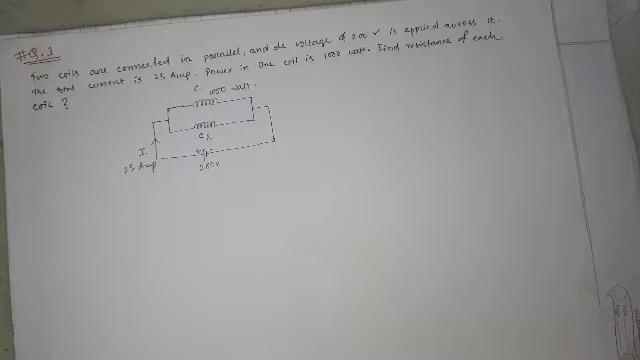 #Q.1
Two coils are connected in parallel, and dc voltage of 200 V is applied across it.
The total current is 25 Amp. Power in one coil is 1000 watt. Find resistance of each
coil ?
C1 1000 watt.
C2
I
25 Amp
200V